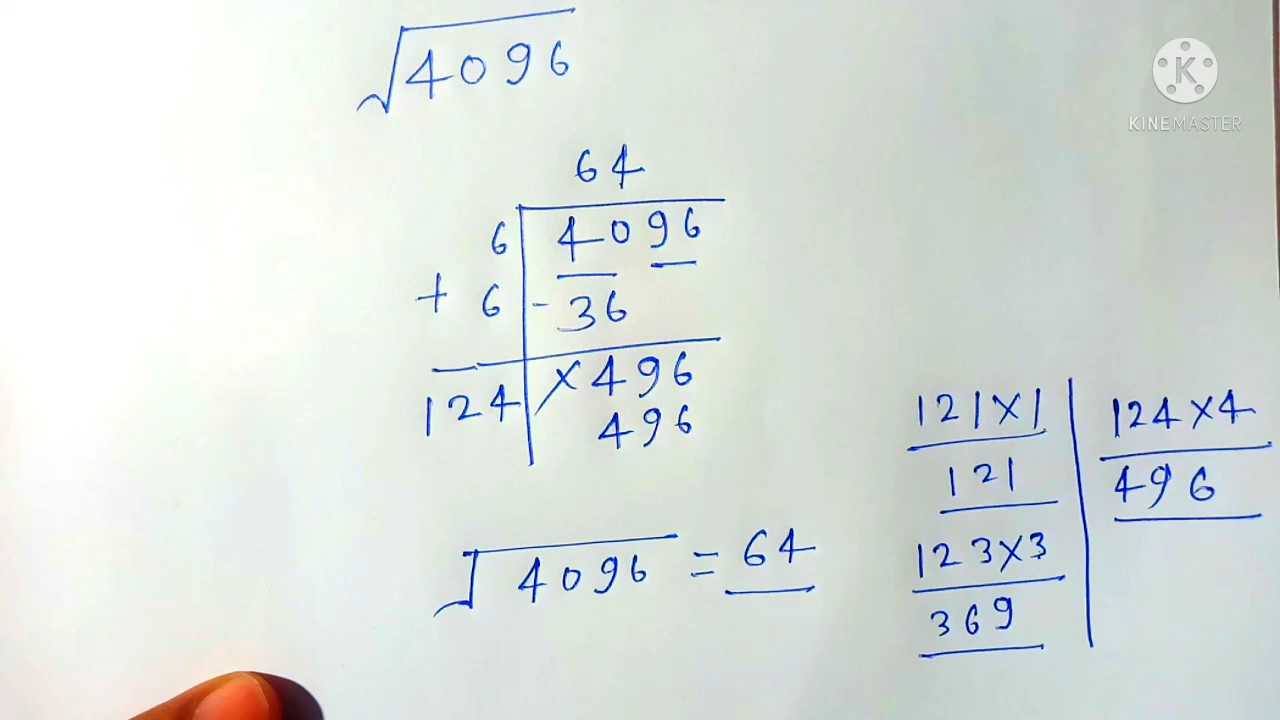 √4096
K
KINEMASTER
64
6 4096
+ 6 - 36
124 × 496
496
√4096 = 64
121×1
121
123×3
369
124×4
496